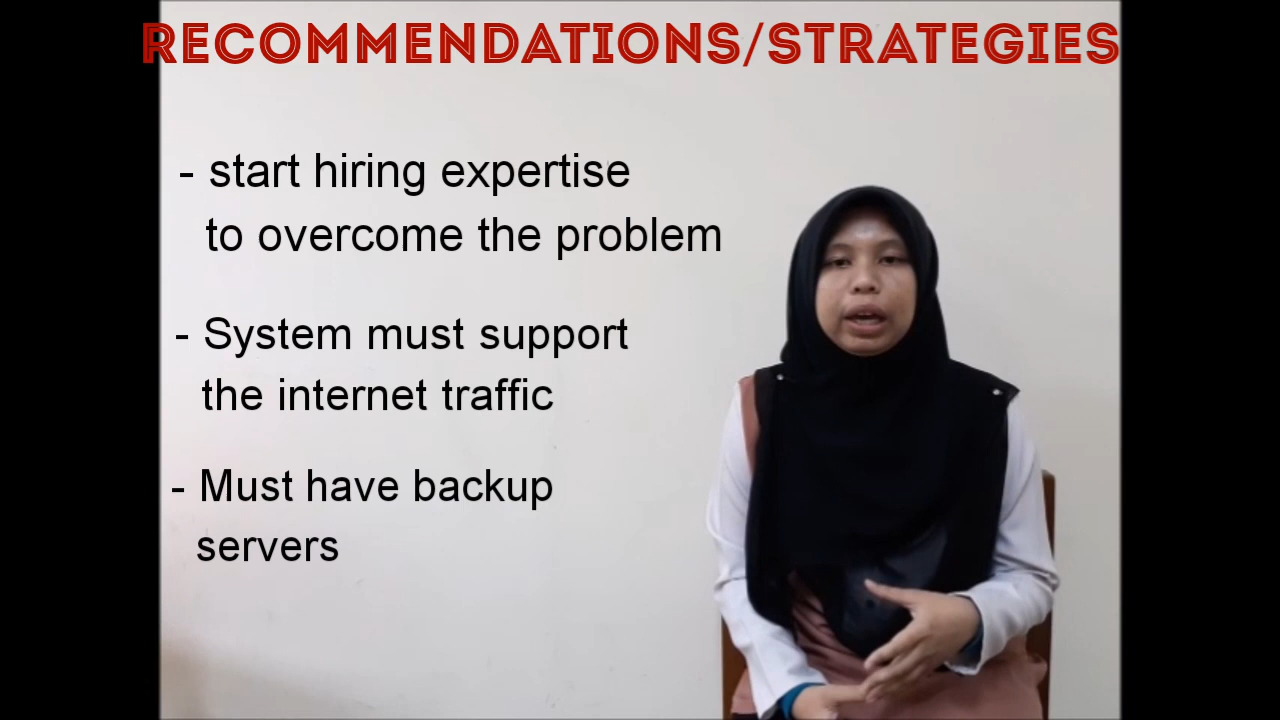 RECOMMENDATIONS/STRATEGIES
- start hiring expertise
to overcome the problem
- System must support
the internet traffic
- Must have backup
servers